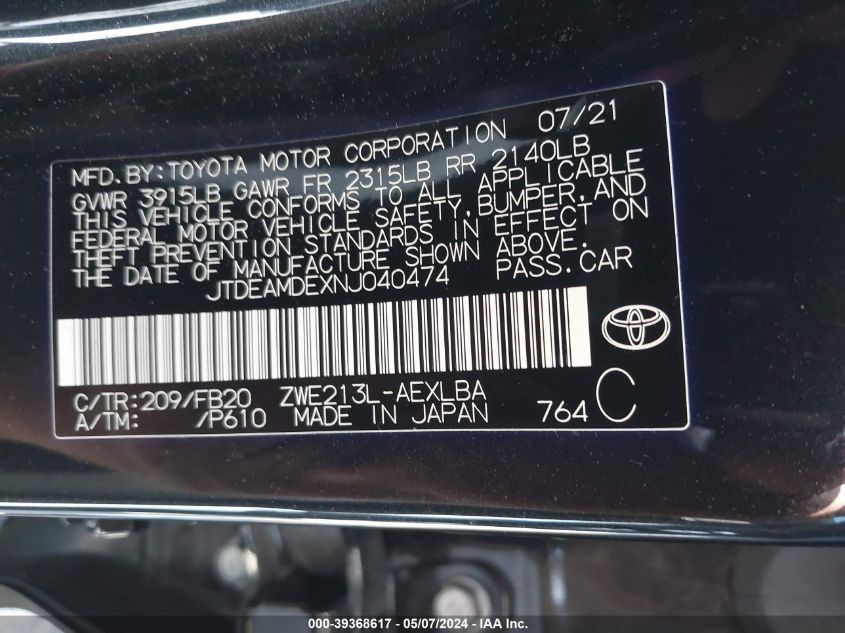 MFD.BY:TOYOTA MOTOR CORPORATION 07/21
GVWR 3915LB GAWR FR 2315LB RR 2140LB
THIS VEHICLE CONFORMS TO ALL APPLICABLE
FEDERAL MOTOR VEHICLE SAFETY,BUMPER,AND
THEFT PREVENTION STANDARDS IN EFFECT ON
THE DATE OF MANUFACTURE SHOWN ABOVE.
JTDEAMDEXNJ040474 PASS.CAR
C/TR:209/FB20 ZWE213L-AEXLBA
A/TM: /P610 MADE IN JAPAN 764 C
000-39368617 - 05/07/2024 - IAAI Inc.